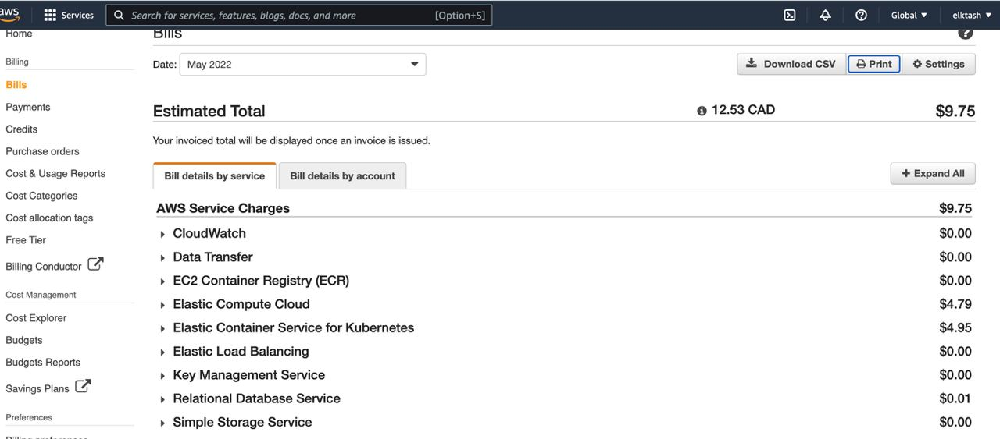 aws
Services
Search for services, features, blogs, docs, and more [Option+S]
Global
elktash
Home
Billing
Bills
Payments
Credits
Purchase orders
Cost & Usage Reports
Cost Categories
Cost allocation tags
Free Tier
Billing Conductor
Cost Management
Cost Explorer
Budgets
Budgets Reports
Savings Plans
Preferences
Billing preferences
Bills
Date: May 2022
Download CSV Print Settings
Estimated Total 12.53 CAD $9.75
Your invoiced total will be displayed once an invoice is issued.
Bill details by service Bill details by account + Expand All
AWS Service Charges $9.75
CloudWatch $0.00
Data Transfer $0.00
EC2 Container Registry (ECR) $0.00
Elastic Compute Cloud $4.79
Elastic Container Service for Kubernetes $4.95
Elastic Load Balancing $0.00
Key Management Service $0.00
Relational Database Service $0.01
Simple Storage Service $0.00